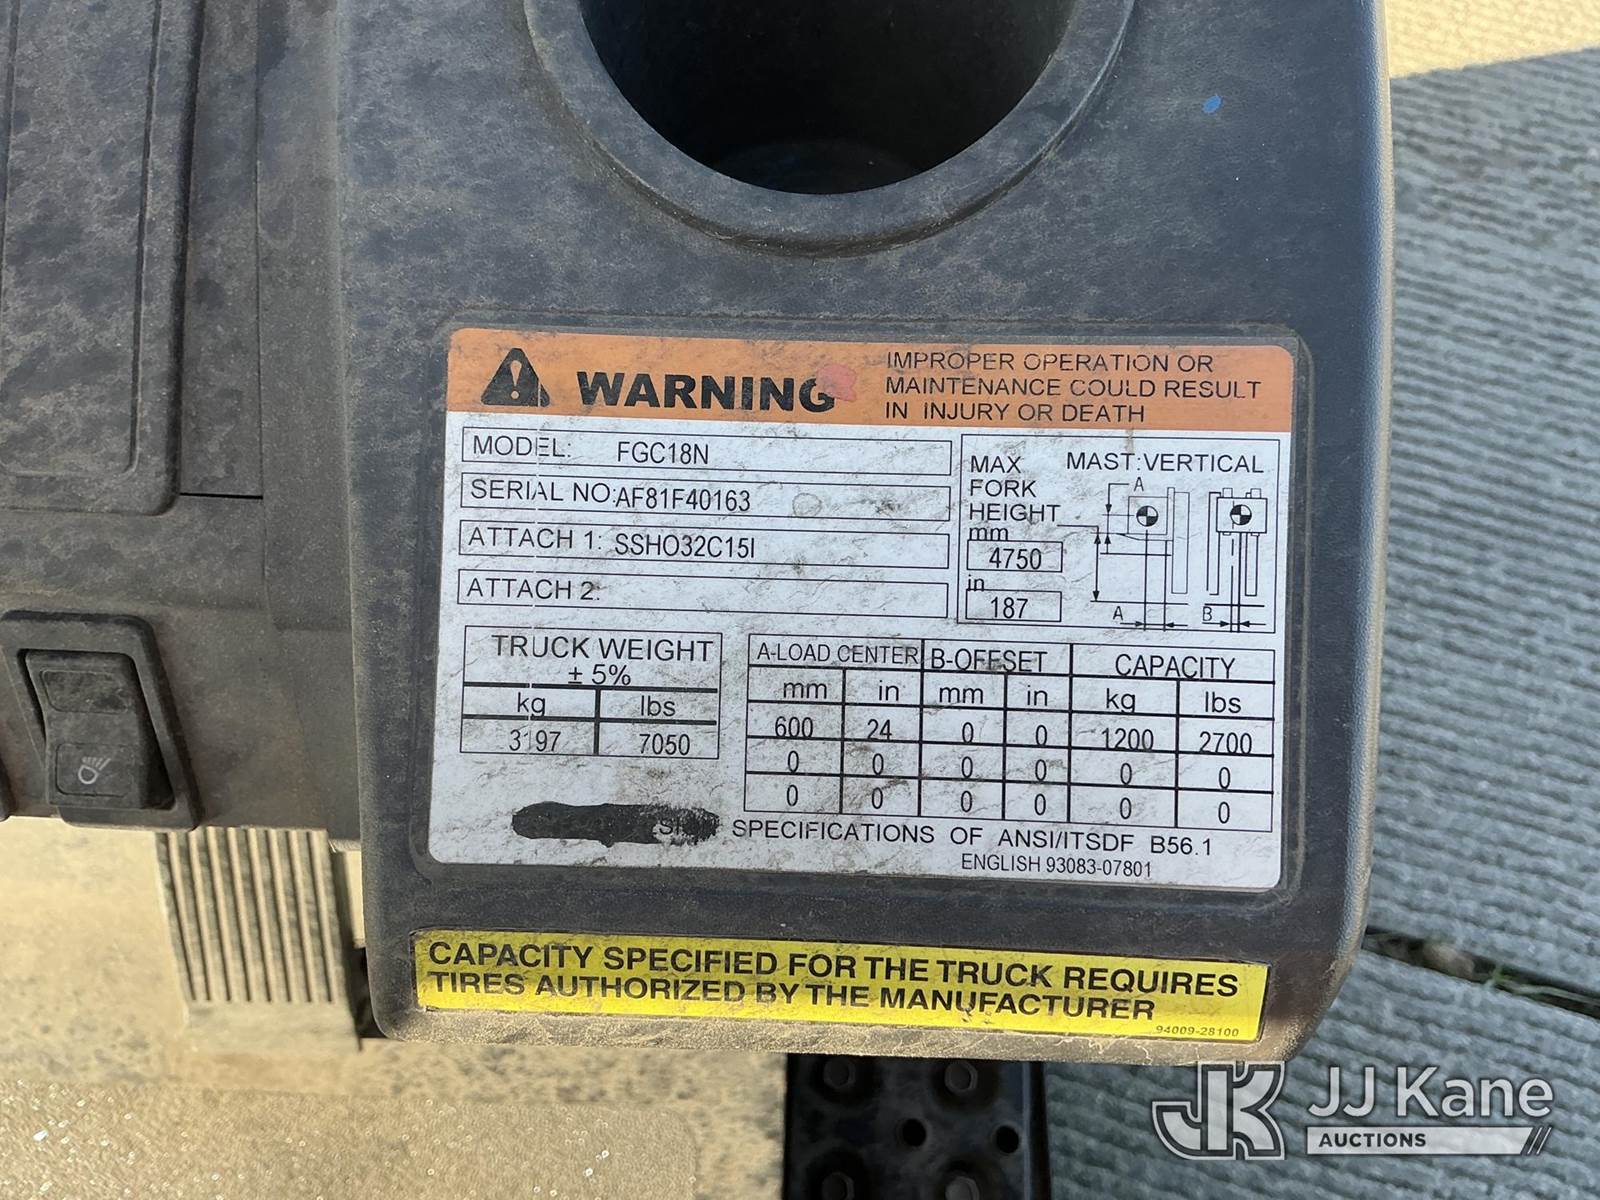 WARNING
IMPROPER OPERATION OR
MAINTENANCE COULD RESULT
IN INJURY OR DEATH
MODEL: FGC18N
SERIAL NO: AF81F40163
ATTACH 1: SSHO32C15I
ATTACH 2:
MAX FORK HEIGHT
MAST: VERTICAL
mm
4750
in
187
A
A
B
TRUCK WEIGHT
± 5%
kg lbs
3197 7050
A-LOAD CENTER B-OFFSET CAPACITY
mm in mm in kg lbs
600 24 0 0 1200 2700
0 0 0 0 0 0
0 0 0 0 0 0
SPECIFICATIONS OF ANSI/ITSDF B56.1
ENGLISH 93083-07801
CAPACITY SPECIFIED FOR THE TRUCK REQUIRES
TIRES AUTHORIZED BY THE MANUFACTURER
94009-28100
JK JJ Kane
AUCTIONS